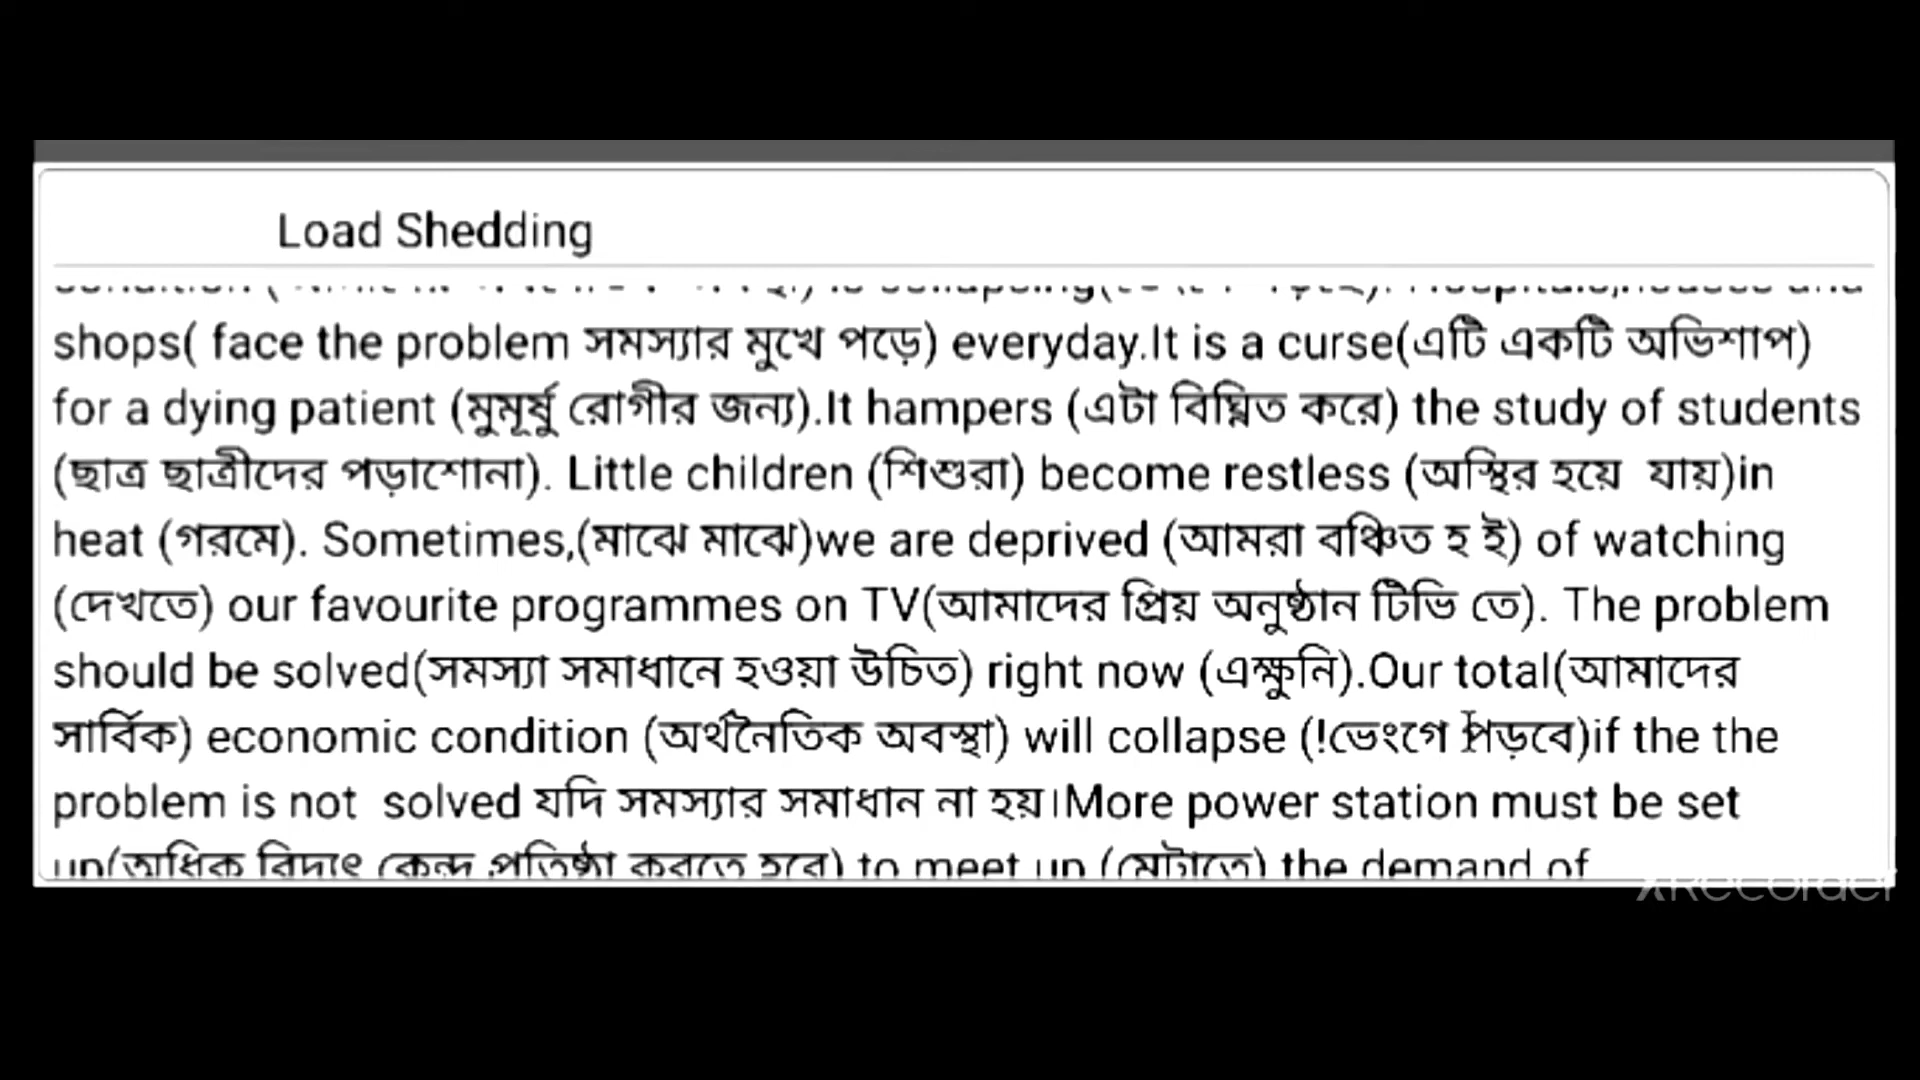 Load Shedding
shops( face the problem সমস্যার মুখে পড়ে) everyday.It is a curse(এটি একটি অভিশাপ)
for a dying patient (মুমূর্ষু রোগীর জন্য).It hampers (এটা বিঘ্নিত করে) the study of students
(ছাত্র ছাত্রীদের পড়াশোনা). Little children (শিশুরা) become restless (অস্থির হয়ে যায়)in
heat (গরমে). Sometimes,(মাঝে মাঝে)we are deprived (আমরা বঞ্চিত হ ই) of watching
(দেখতে) our favourite programmes on TV(আমাদের প্রিয় অনুষ্ঠান টিভি তে). The problem
should be solved(সমস্যা সমাধানে হওয়া উচিত) right now (এক্ষুনি).Our total(আমাদের
সার্বিক) economic condition (অর্থনৈতিক অবস্থা) will collapse (!ভেংগে পড়বে)if the the
problem is not solved যদি সমস্যার সমাধান না হয়।More power station must be set
up(অধিক বিদ্যুৎ কেন্দ্র প্রতিষ্ঠা করতে হবে) to meet up (মেটাতে) the demand of
XRecorder